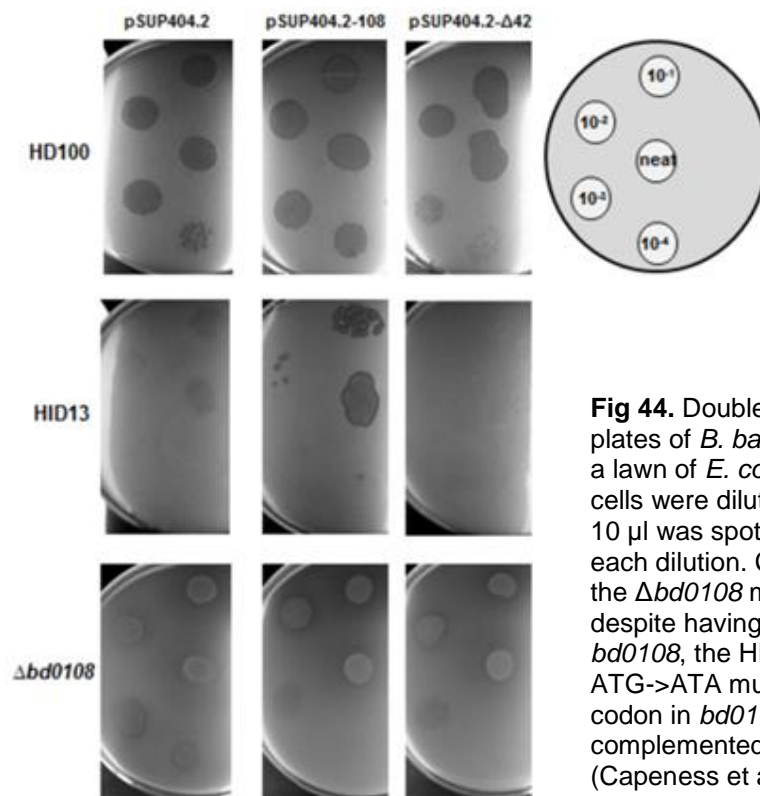 pSUP404.2 pSUP404.2-108 pSUP404.2-Δ42
HD100
10⁻¹
10⁻²
neat
10⁻³
10⁻⁴
HID13
Δbd0108
Fig 44. Double
plates of B. ba
a lawn of E. co
cells were dilut
10 µl was spot
each dilution. C
the Δbd0108 m
despite having
bd0108, the HI
ATG->ATA mu
codon in bd01
complemented
(Capeness et a